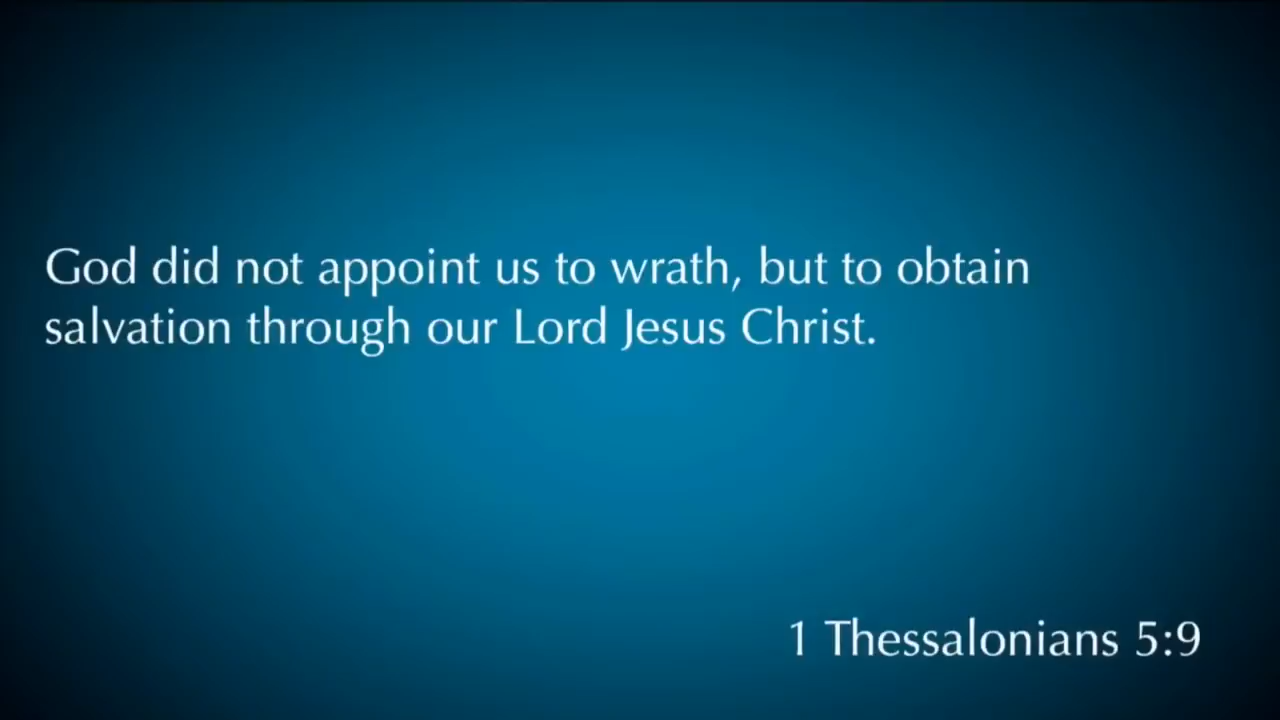 God did not appoint us to wrath, but to obtain
salvation through our Lord Jesus Christ.
1 Thessalonians 5:9